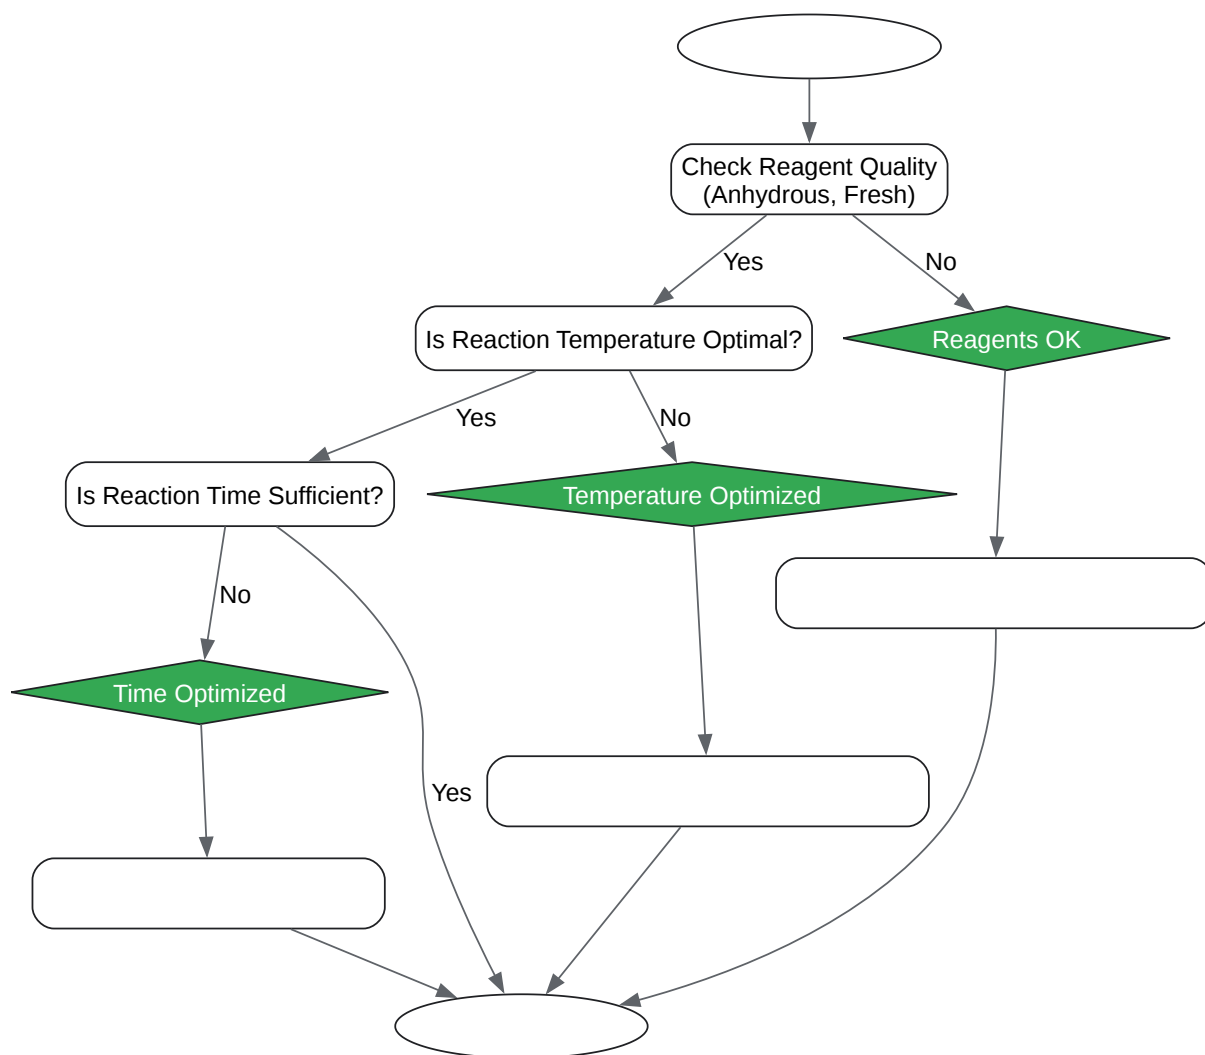 Check Reagent Quality
(Anhydrous, Fresh)
Yes
No
Is Reaction Temperature Optimal?
Reagents OK
Yes
No
Is Reaction Time Sufficient?
Temperature Optimized
No
Time Optimized
Yes